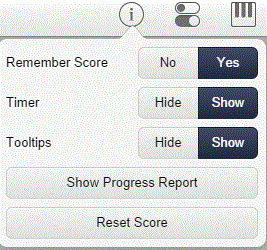 i
Remember Score No Yes
Timer Hide Show
Tooltips Hide Show
Show Progress Report
Reset Score